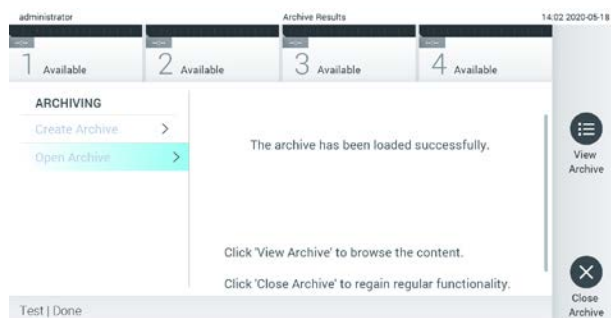 administrator Archive Results 14:02 2020-05-18
1 Available 2 Available 3 Available 4 Available
ARCHIVING
Create Archive
Open Archive
The archive has been loaded successfully.
Click 'View Archive' to browse the content.
Click 'Close Archive' to regain regular functionality.
View
Archive
Close
Archive
Test | Done